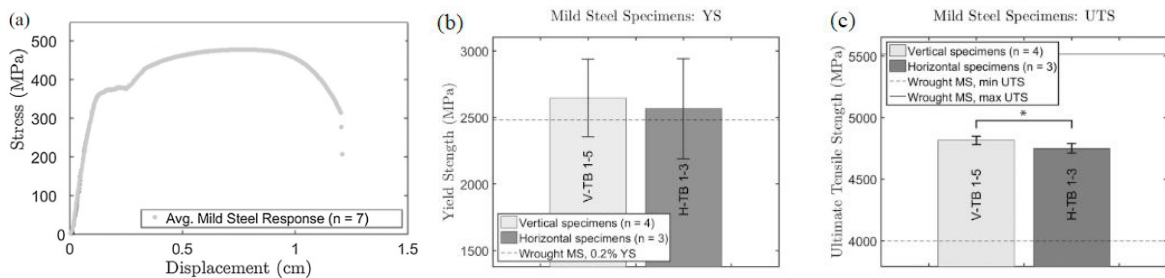 (a)
500
400
300
200
100
0
0
0.5
1
1.5
Stress (MPa)
Displacement (cm)
Avg. Mild Steel Response (n = 7)
(b)
Mild Steel Specimens: YS
3000
2500
2000
1500
Yield Stength (MPa)
V-TB 1-5
H-TB 1-3
Vertical specimens (n = 4)
Horizontal specimens (n = 3)
Wrought MS, 0.2% YS
(c)
Mild Steel Specimens: UTS
5500
5000
4500
4000
Ultimate Tensile Stength (MPa)
Vertical specimens (n = 4)
Horizontal specimens (n = 3)
Wrought MS, min UTS
Wrought MS, max UTS
*
V-TB 1-5
H-TB 1-3